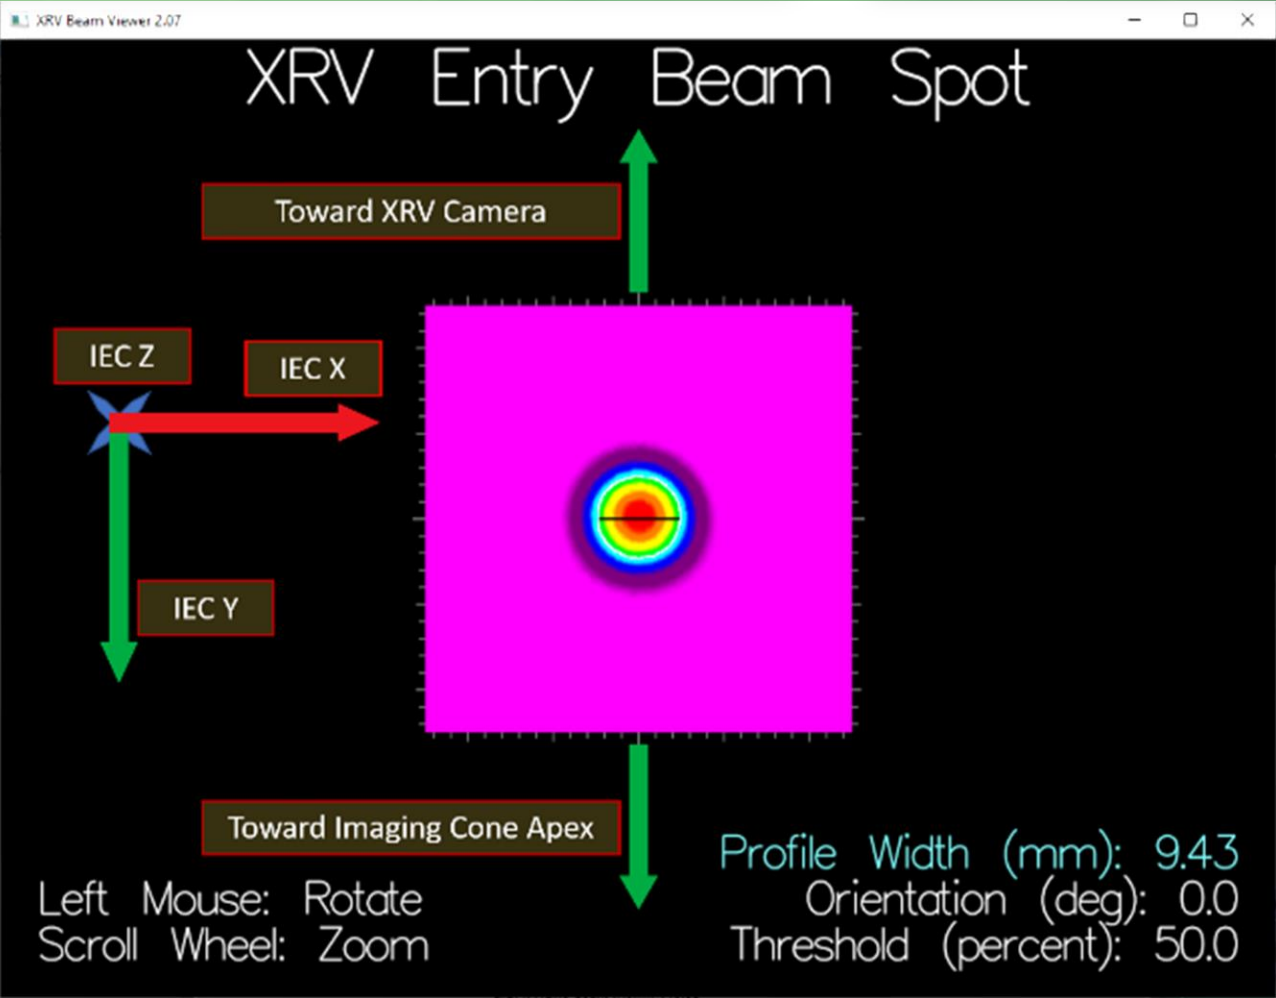 XRV Beam Viewer 2.07
XRV Entry Beam Spot
Toward XRV Camera
IEC Z
IEC X
IEC Y
Toward Imaging Cone Apex
Profile Width (mm): 9.43
Left Mouse: Rotate
Orientation (deg): 0.0
Scroll Wheel: Zoom
Threshold (percent): 50.0